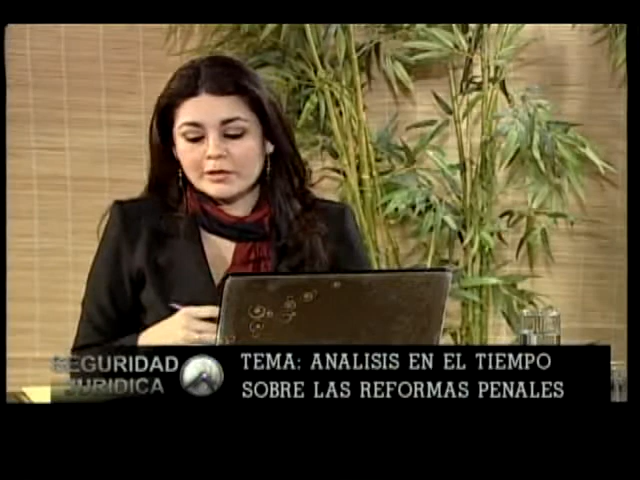 SEGURIDAD
JURIDICA
TEMA: ANALISIS EN EL TIEMPO
SOBRE LAS REFORMAS PENALES